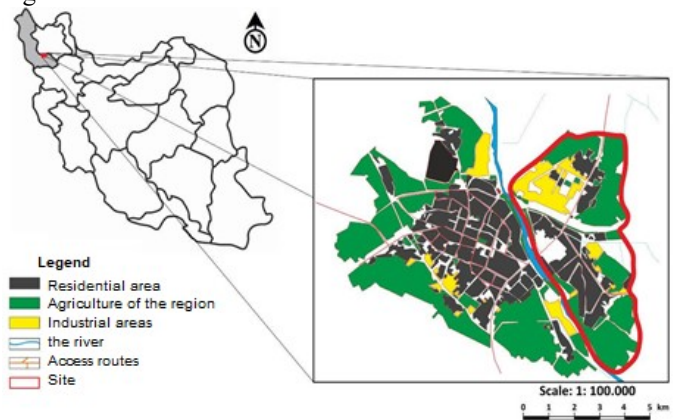 N
Legend
Residential area
Agriculture of the region
Industrial areas
the river
Access routes
Site
Scale: 1: 100.000
0 1 2 3 4 5 km